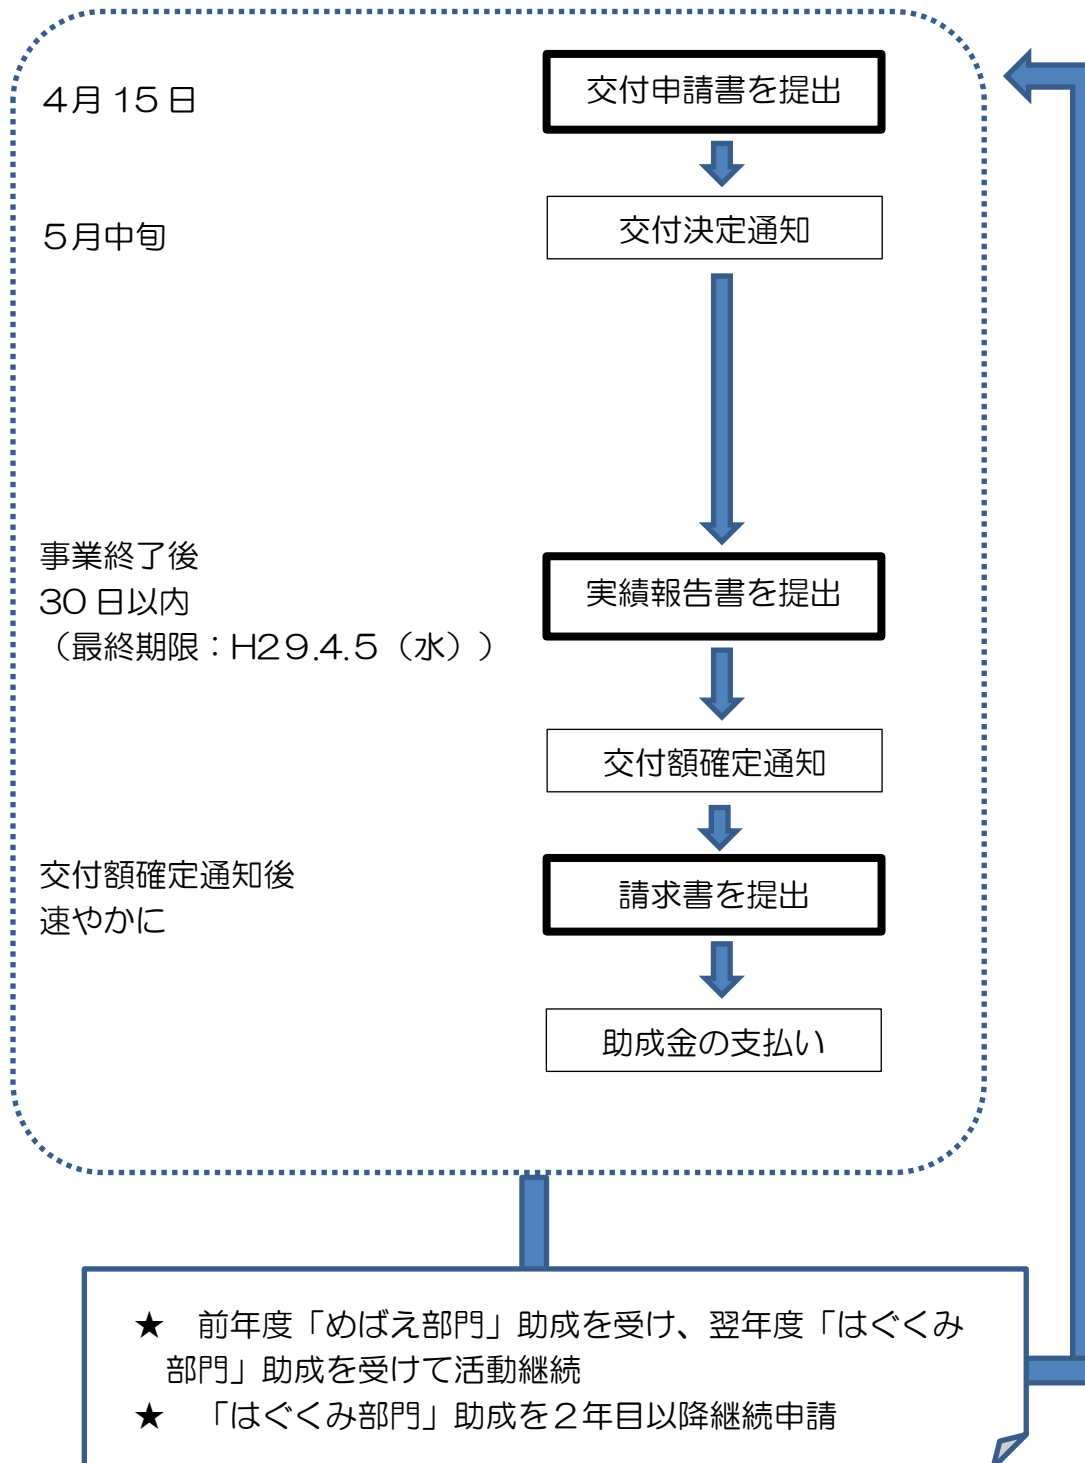 4月15日
交付申請書を提出
5月中旬
交付決定通知
事業終了後
30日以内
（最終期限：H29.4.5（水））
実績報告書を提出
交付額確定通知
交付額確定通知後
速やかに
請求書を提出
助成金の支払い
★　前年度「めばえ部門」助成を受け、翌年度「はぐくみ
部門」助成を受けて活動継続
★　「はぐくみ部門」助成を２年目以降継続申請